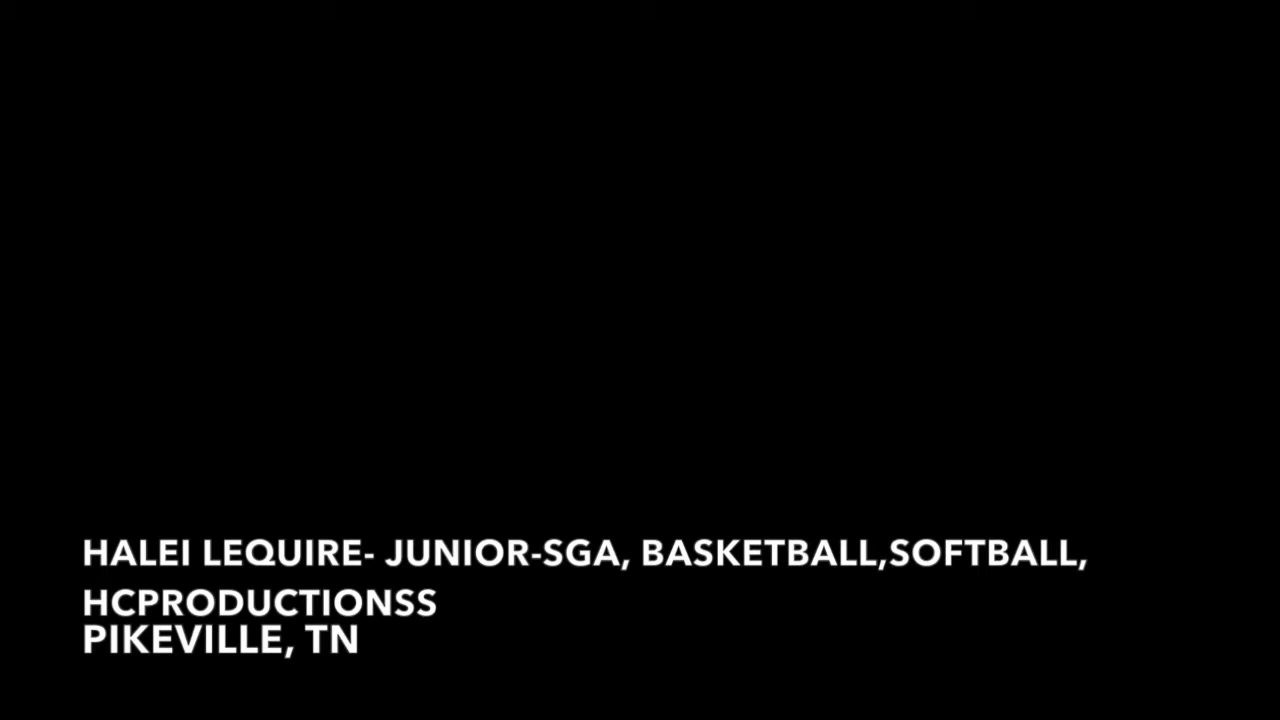 HALEI LEQUIRE- JUNIOR-SGA, BASKETBALL,SOFTBALL,
HCPRODUCTIONSS
PIKEVILLE, TN